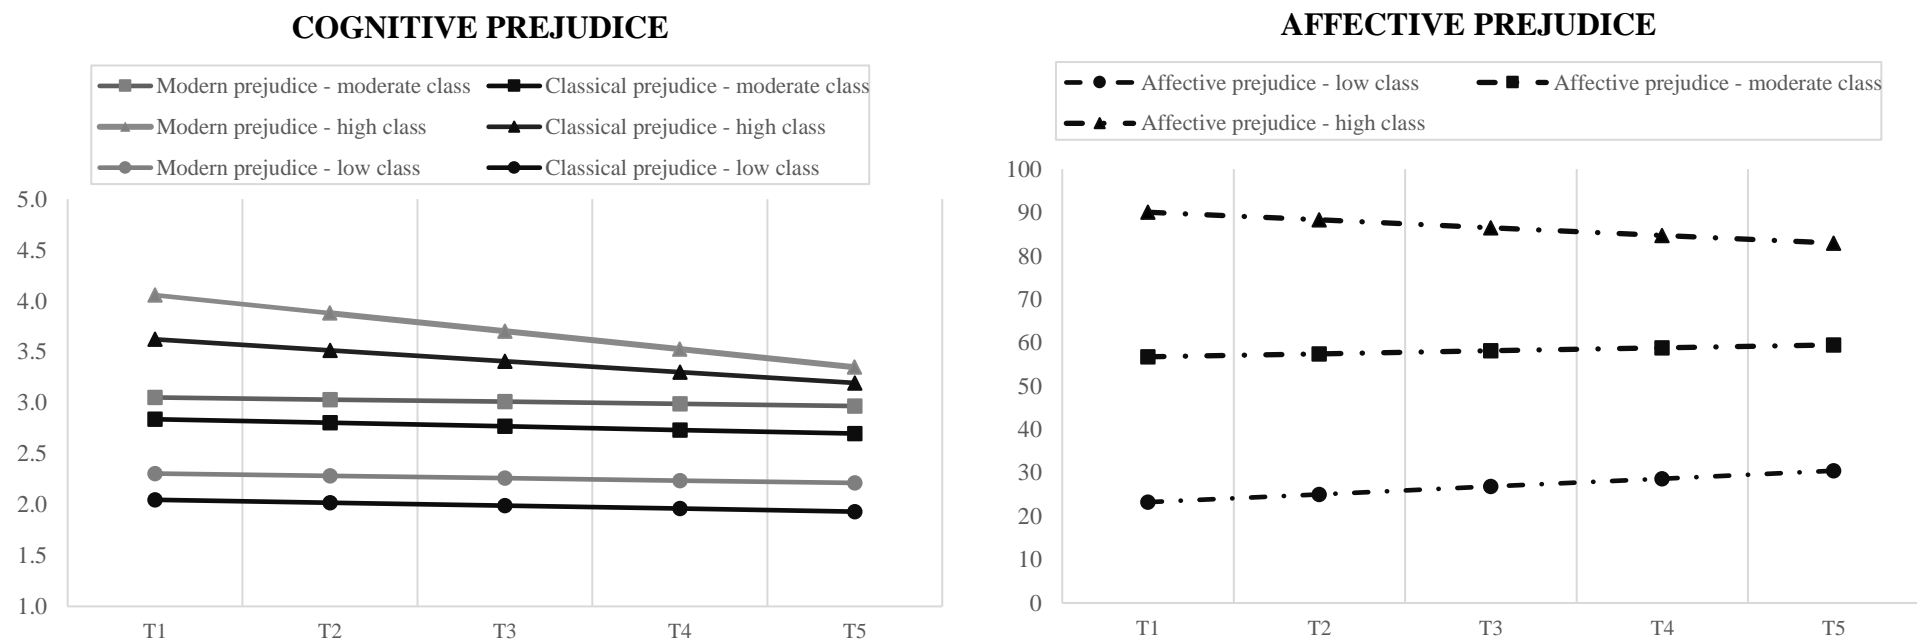 COGNITIVE PREJUDICE
Modern prejudice - moderate class Classical prejudice - moderate class
Modern prejudice - high class Classical prejudice - high class
Modern prejudice - low class Classical prejudice - low class
5.0
4.5
4.0
3.5
3.0
2.5
2.0
1.5
1.0
T1 T2 T3 T4 T5
AFFECTIVE PREJUDICE
Affective prejudice - low class Affective prejudice - moderate class
Affective prejudice - high class
100
90
80
70
60
50
40
30
20
10
0
T1 T2 T3 T4 T5